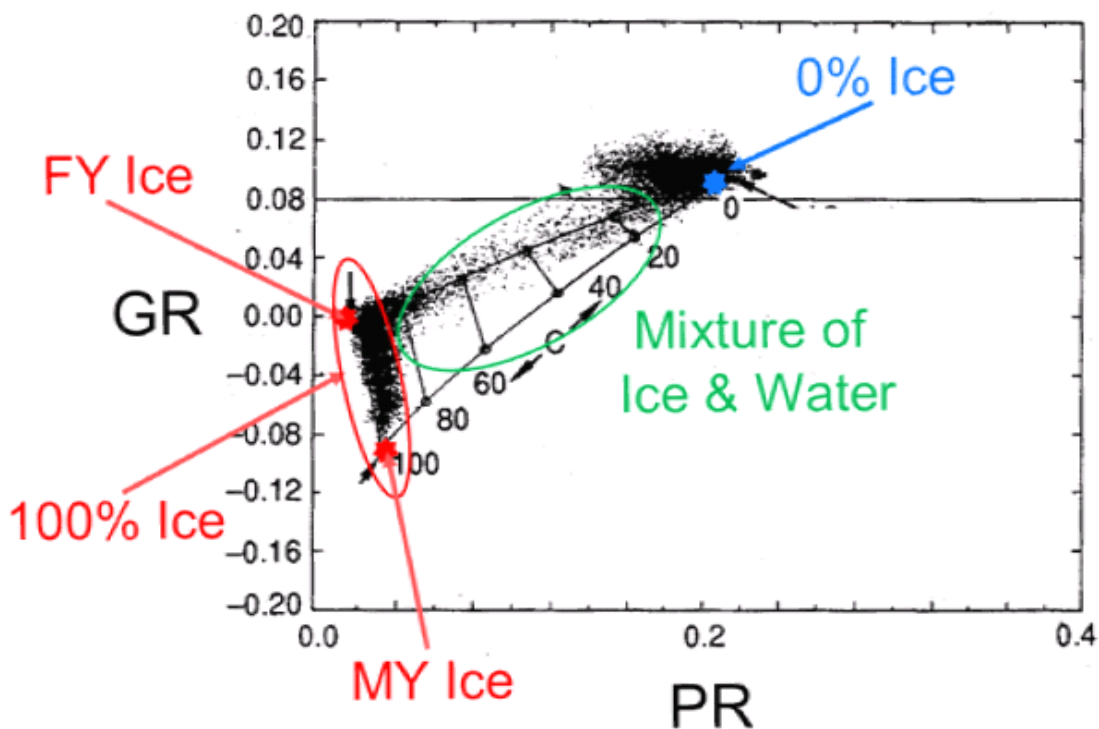 0.20
0.16
0.12
0.08
0.04
0.00
−0.04
−0.08
−0.12
−0.16
−0.20
GR
0% Ice
FY Ice
0
20
40
C
60
80
100
Mixture of
Ice & Water
100% Ice
MY Ice
0.0
0.2
0.4
PR